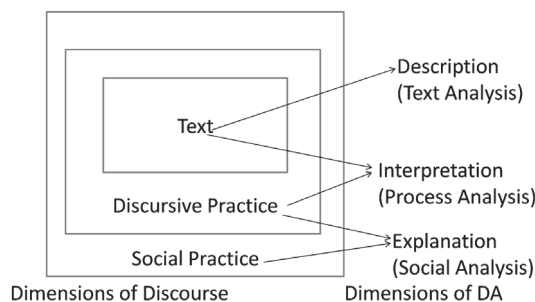 Description
(Text Analysis)
Text
Interpretation
(Process Analysis)
Discursive Practice
Explanation
(Social Analysis)
Social Practice
Dimensions of Discourse
Dimensions of DA